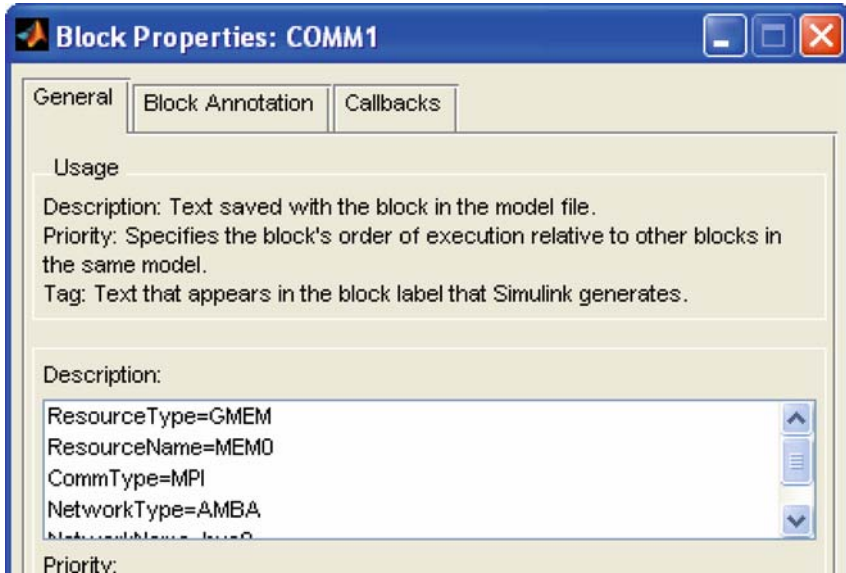 Block Properties: COMM1
General
Block Annotation
Callbacks
Usage
Description: Text saved with the block in the model file.
Priority: Specifies the block's order of execution relative to other blocks in
the same model.
Tag: Text that appears in the block label that Simulink generates.
Description:
ResourceType=GMEM
ResourceName=MEM0
CommType=MPI
NetworkType=AMBA
Priority: